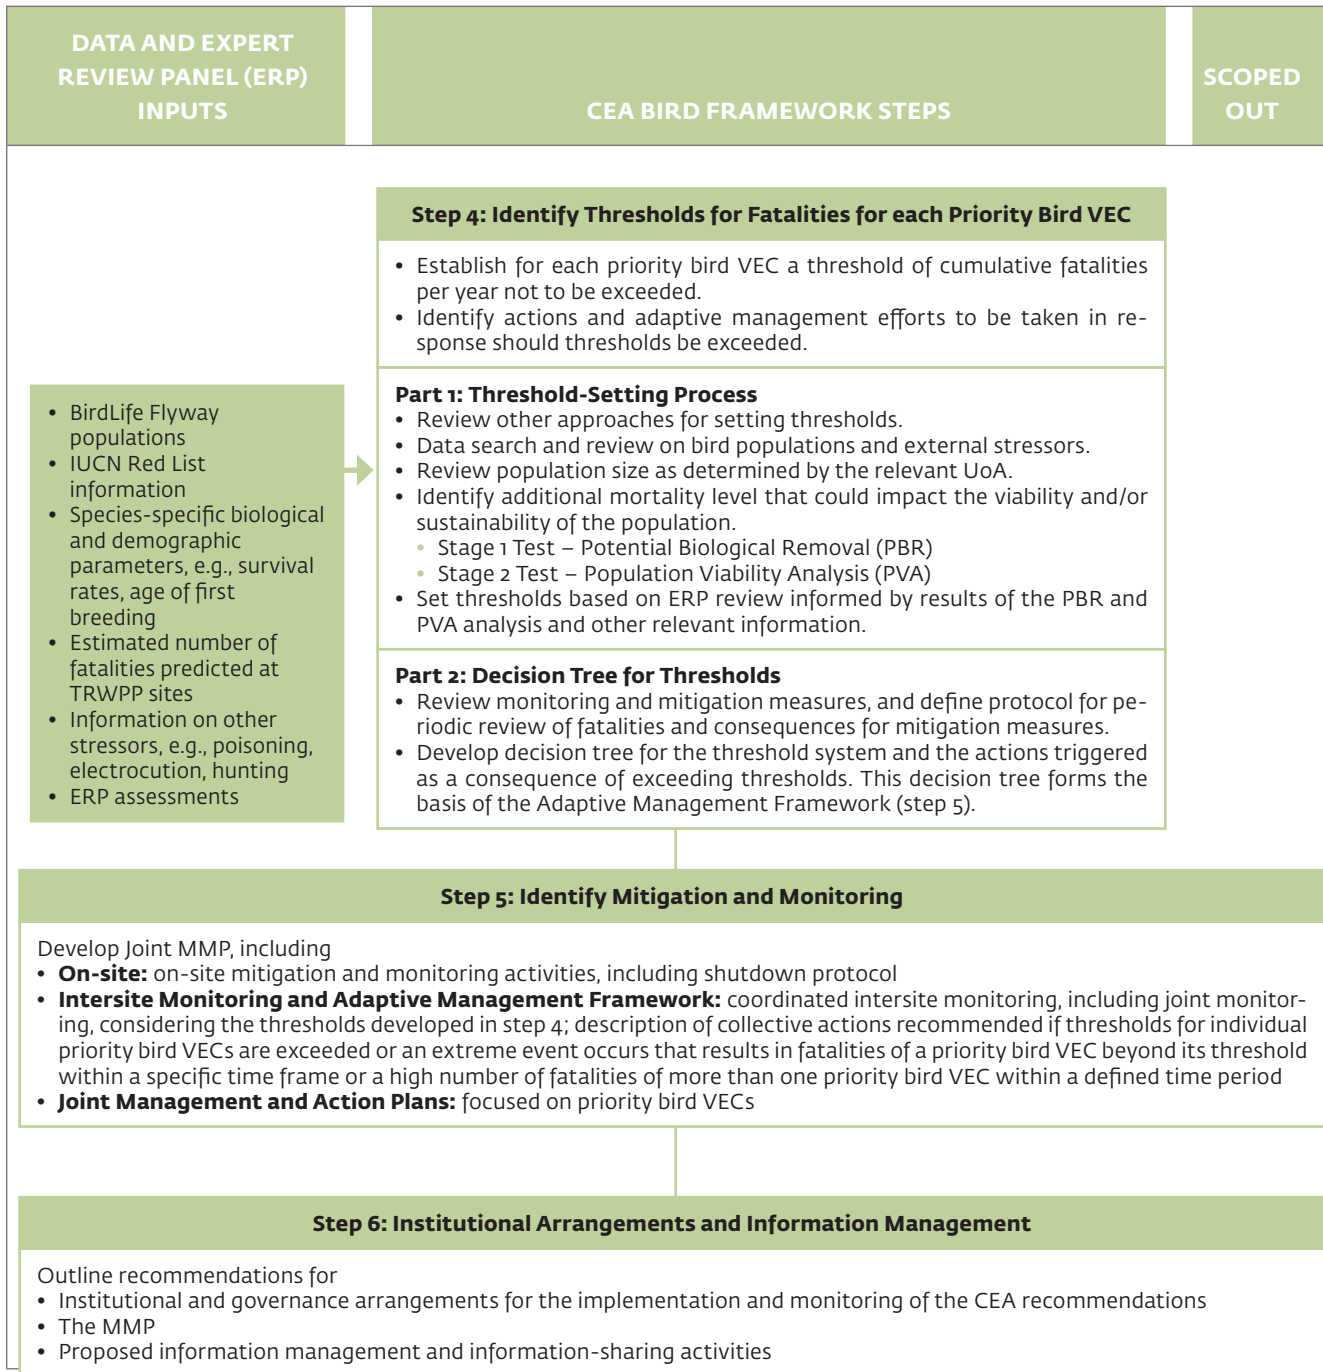 DATA AND EXPERT
REVIEW PANEL (ERP)
INPUTS
CEA BIRD FRAMEWORK STEPS
SCOPED
OUT
Step 4: Identify Thresholds for Fatalities for each Priority Bird VEC
• Establish for each priority bird VEC a threshold of cumulative fatalities
per year not to be exceeded.
• Identify actions and adaptive management efforts to be taken in re-
sponse should thresholds be exceeded.
• BirdLife Flyway
populations
• IUCN Red List
information
• Species-specific biological
and demographic
parameters, e.g., survival
rates, age of first
breeding
• Estimated number of
fatalities predicted at
TRWPP sites
• Information on other
stressors, e.g., poisoning,
electrocution, hunting
• ERP assessments
Part 1: Threshold-Setting Process
• Review other approaches for setting thresholds.
• Data search and review on bird populations and external stressors.
• Review population size as determined by the relevant UoA.
• Identify additional mortality level that could impact the viability and/or
sustainability of the population.
• Stage 1 Test – Potential Biological Removal (PBR)
• Stage 2 Test – Population Viability Analysis (PVA)
• Set thresholds based on ERP review informed by results of the PBR and
PVA analysis and other relevant information.
Part 2: Decision Tree for Thresholds
• Review monitoring and mitigation measures, and define protocol for pe-
riodic review of fatalities and consequences for mitigation measures.
• Develop decision tree for the threshold system and the actions triggered
as a consequence of exceeding thresholds. This decision tree forms the
basis of the Adaptive Management Framework (step 5).
Step 5: Identify Mitigation and Monitoring
Develop Joint MMP, including
• On-site: on-site mitigation and monitoring activities, including shutdown protocol
• Intersite Monitoring and Adaptive Management Framework: coordinated intersite monitoring, including joint monitor-
ing, considering the thresholds developed in step 4; description of collective actions recommended if thresholds for individual
priority bird VECs are exceeded or an extreme event occurs that results in fatalities of a priority bird VEC beyond its threshold
within a specific time frame or a high number of fatalities of more than one priority bird VEC within a defined time period
• Joint Management and Action Plans: focused on priority bird VECs
Step 6: Institutional Arrangements and Information Management
Outline recommendations for
• Institutional and governance arrangements for the implementation and monitoring of the CEA recommendations
• The MMP
• Proposed information management and information-sharing activities